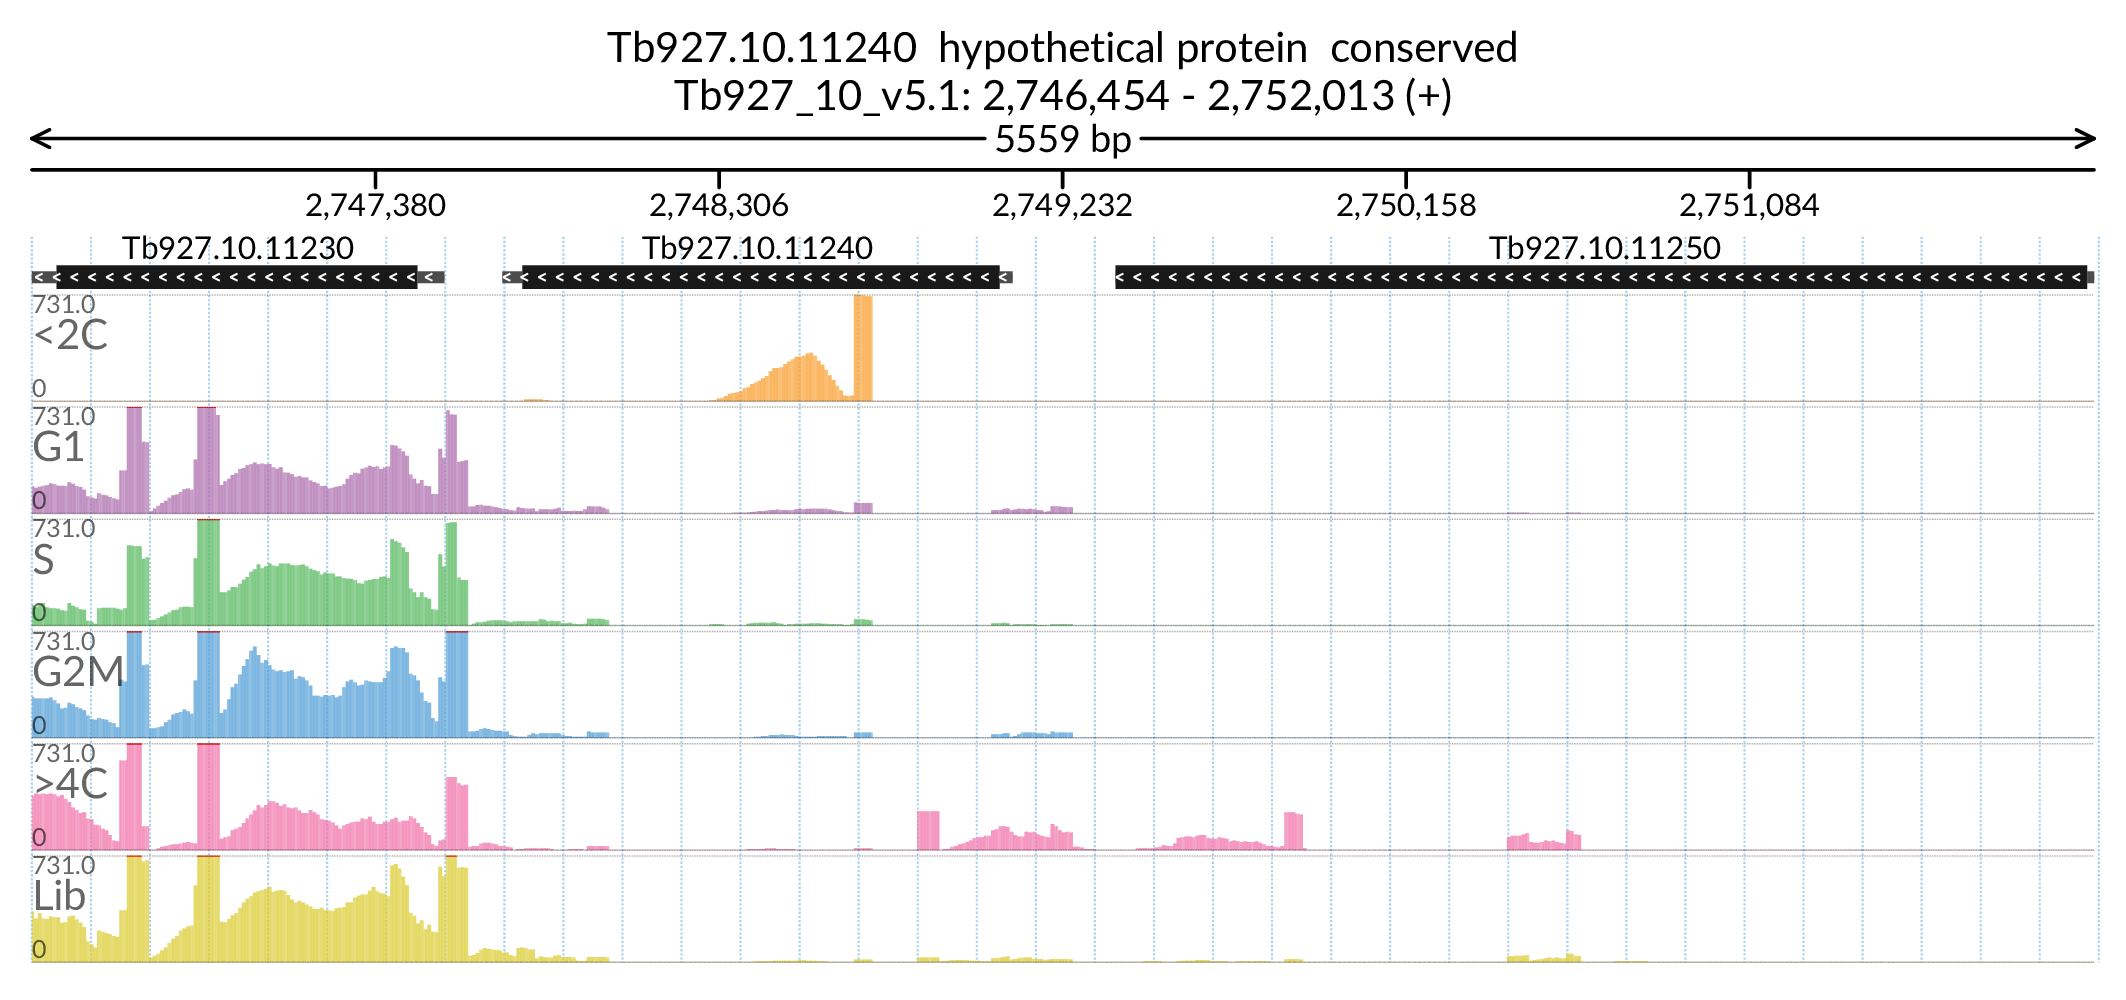 Tb927.10.11240  hypothetical protein  conserved
Tb927_10_v5.1: 2,746,454 - 2,752,013 (+)
5559 bp
2,747,380 2,748,306 2,749,232 2,750,158 2,751,084
Tb927.10.11230 Tb927.10.11240 Tb927.10.11250
731.0
<2C
0
731.0
G1
0
731.0
S
0
731.0
G2M
0
731.0
>4C
0
731.0
Lib
0